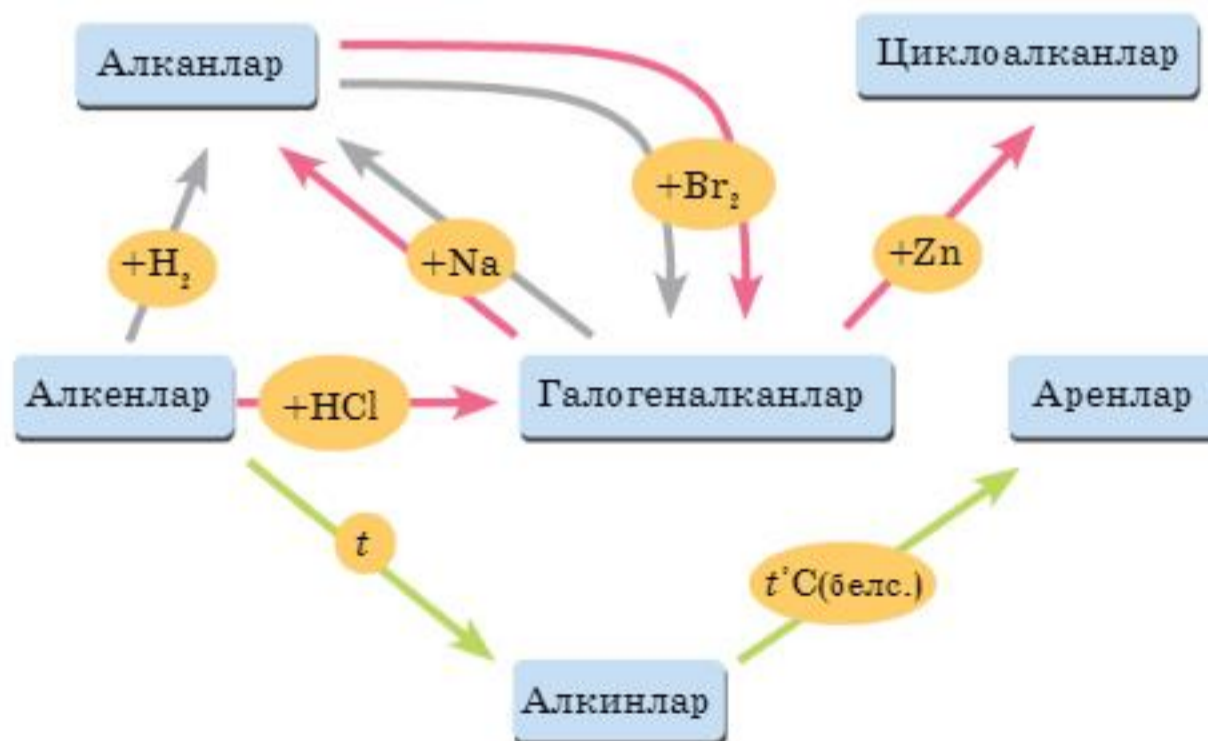 Алканлар
Циклоалканлар
+Br₂
+H₂
+Na
+Zn
Алкенлар
+HCl
Галогеналканлар
Аренлар
t
t°C(белс.)
Алкинлар